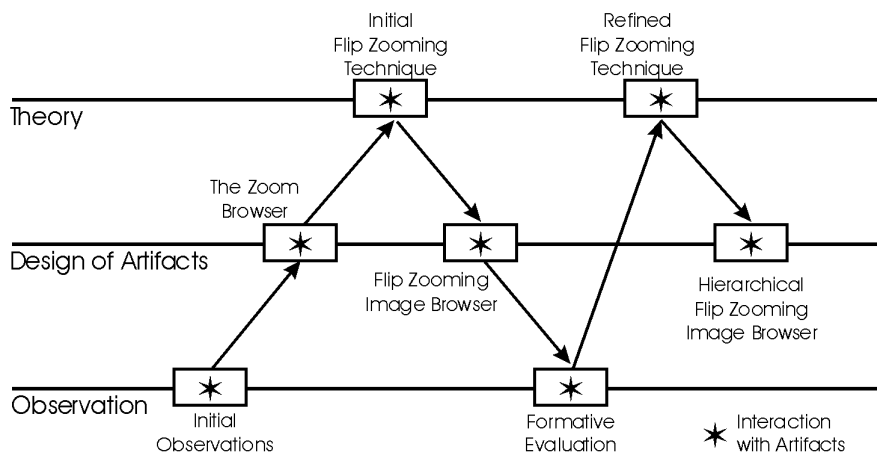 Initial
Flip Zooming
Technique
Refined
Flip Zooming
Technique
Theory
The Zoom
Browser
Design of Artifacts
Flip Zooming
Image Browser
Hierarchical
Flip Zooming
Image Browser
Observation
Initial
Observations
Formative
Evaluation
Interaction
with Artifacts